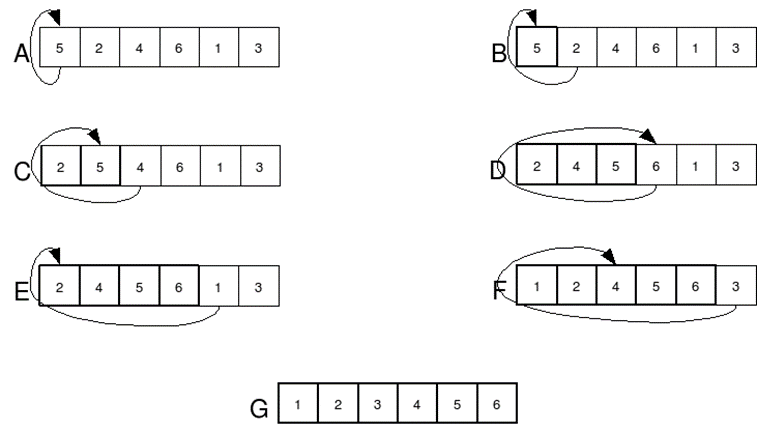 A 5 2 4 6 1 3
B 5 2 4 6 1 3
C 2 5 4 6 1 3
D 2 4 5 6 1 3
E 2 4 5 6 1 3
F 1 2 4 5 6 3
G 1 2 3 4 5 6